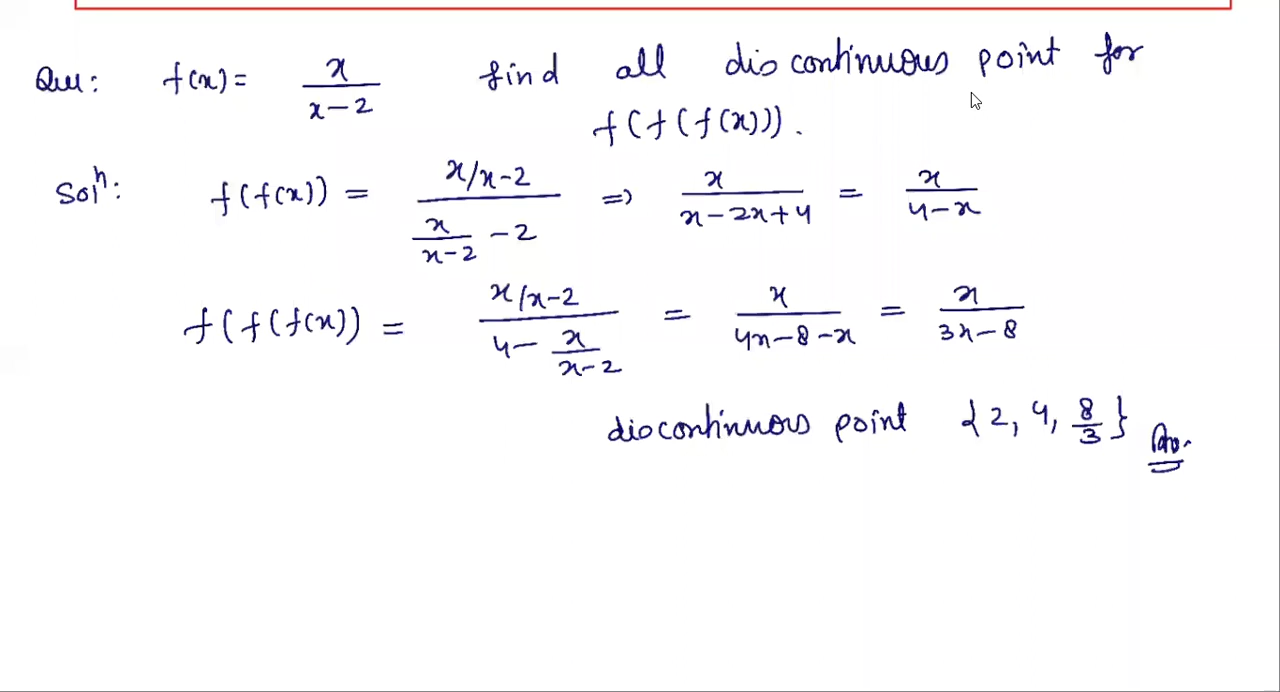 Que: f(x) = x/(x-2) find all discontinuous point for
f(f(f(x))).
Solⁿ: f(f(x)) = (x/x-2)/(x/(x-2) - 2) => x/(x-2x+4) = x/(4-x)
f(f(f(x)) = (x/x-2)/(4 - x/(x-2)) = x/(4x-8-x) = x/(3x-8)
discontinuous point {2, 4, 8/3} Ans.